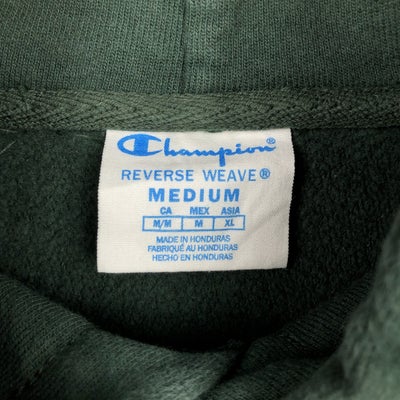 Champion®
REVERSE WEAVE®
MEDIUM
CA MEX ASIA
M/M M XL
MADE IN HONDURAS
FABRIQUÉ AU HONDURAS
HECHO EN HONDURAS